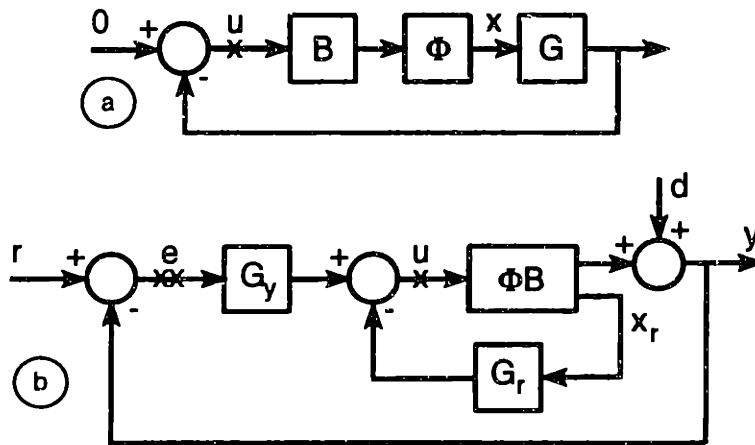 0 + u x
B Φ G
-
a
d
r + e + u + + y
G_y ΦB
- - x_r
G_r
b